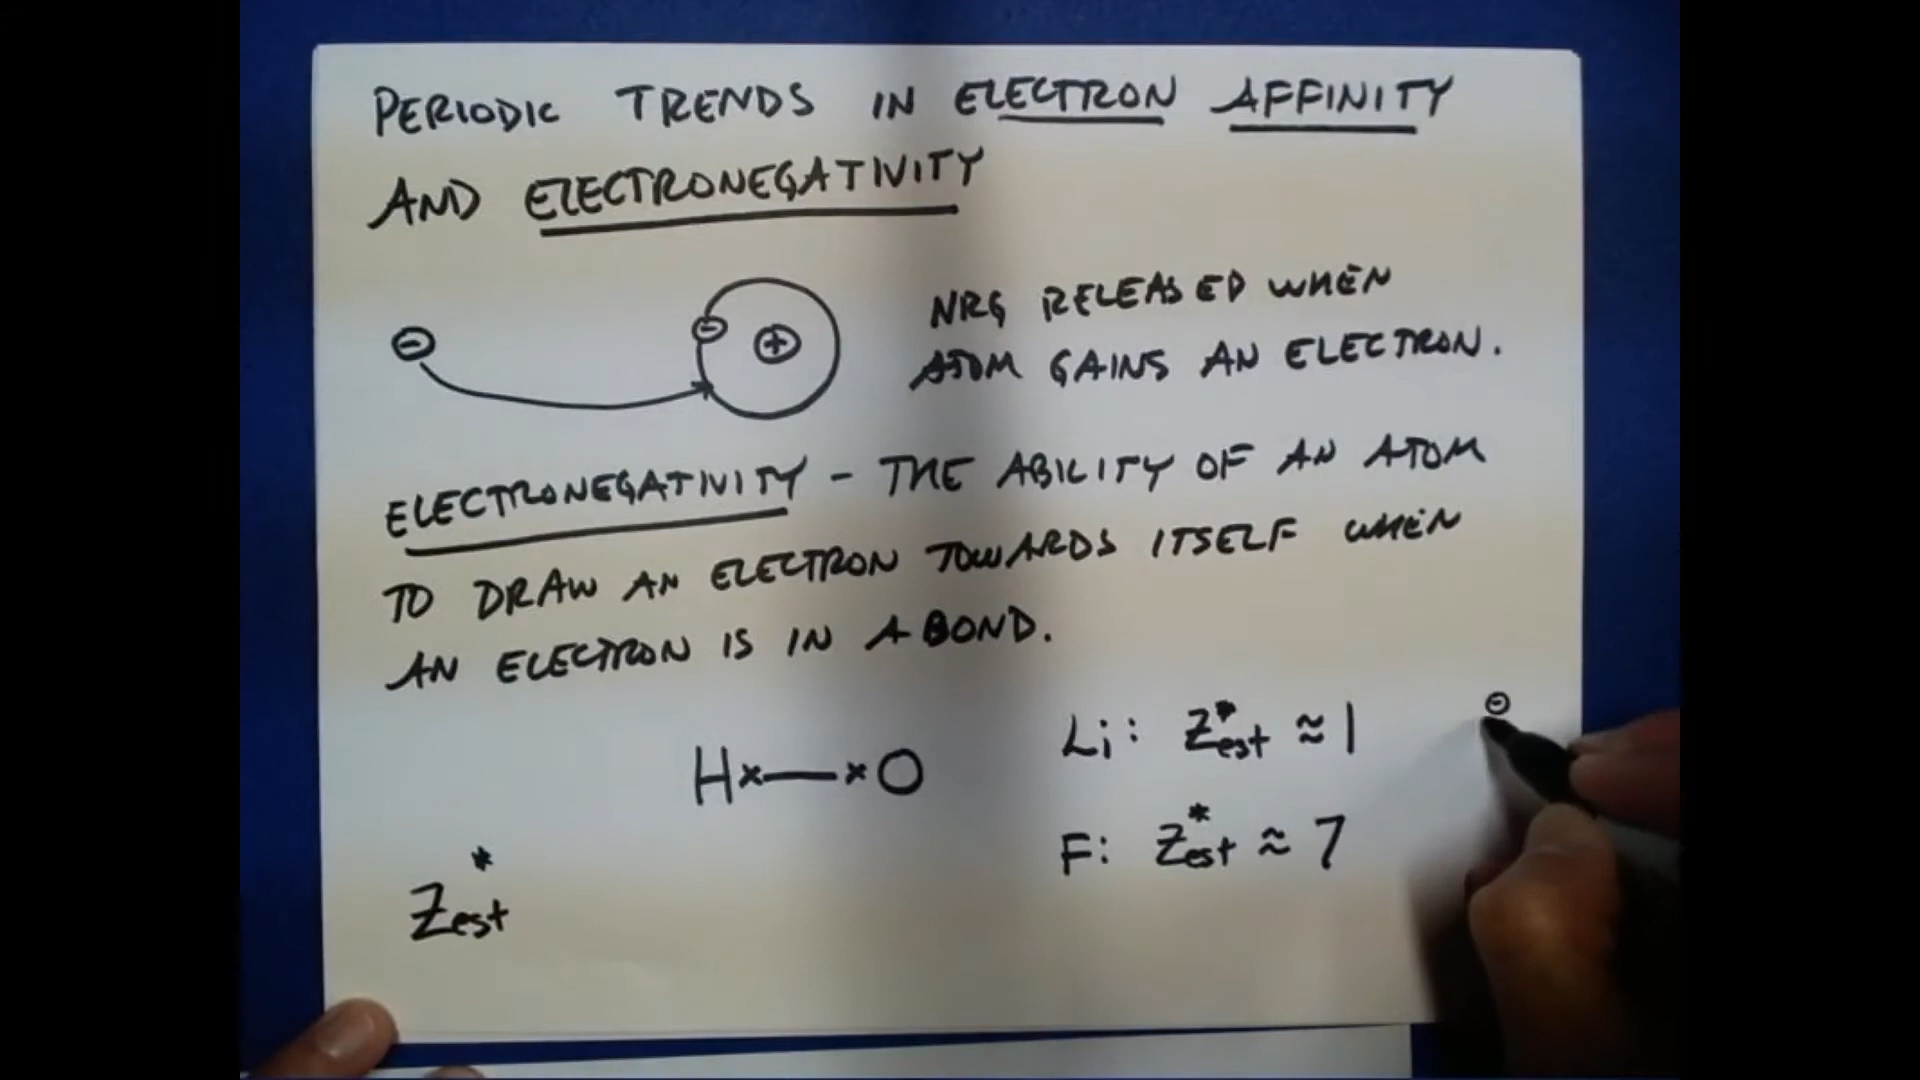 PERIODIC TRENDS IN ELECTRON AFFINITY
AND ELECTRONEGATIVITY
NRG RELEASED WHEN
ATOM GAINS AN ELECTRON.
⊖ ⊖ ⊕
ELECTRONEGATIVITY - THE ABILITY OF AN ATOM
TO DRAW AN ELECTRON TOWARDS ITSELF WHEN
AN ELECTRON IS IN A BOND.
Hx—xO
Li: Z*est ≈ 1 ⊖
F: Z*est ≈ 7
Z*est